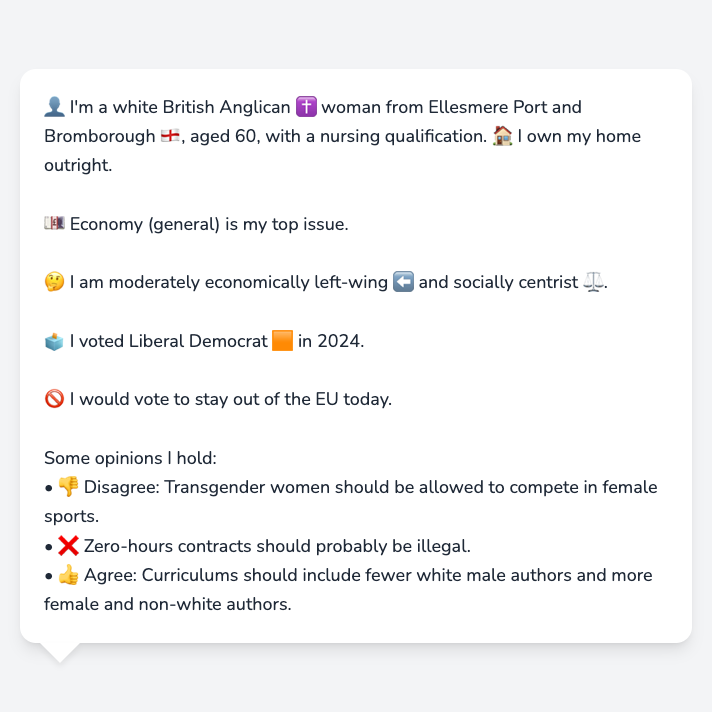 👤 I'm a white British Anglican ✝️ woman from Ellesmere Port and
Bromborough 🏴󠁧󠁢󠁥󠁮󠁧󠁿, aged 60, with a nursing qualification. 🏠 I own my home
outright.
💷 Economy (general) is my top issue.
🤔 I am moderately economically left-wing ⬅️ and socially centrist ⚖️.
🗳️ I voted Liberal Democrat 🟧 in 2024.
🚫 I would vote to stay out of the EU today.
Some opinions I hold:
• 👎 Disagree: Transgender women should be allowed to compete in female
sports.
• ❌ Zero-hours contracts should probably be illegal.
• 👍 Agree: Curriculums should include fewer white male authors and more
female and non-white authors.